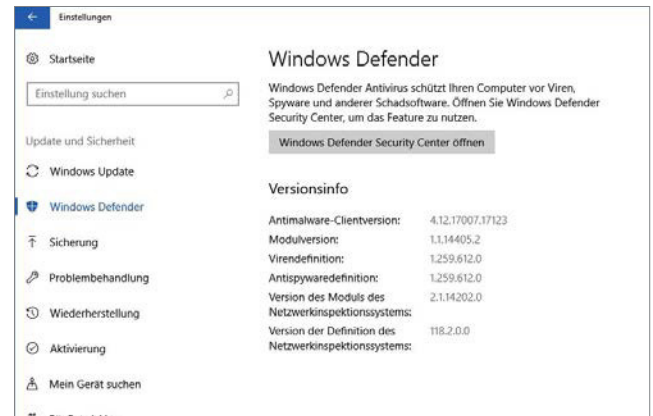 Einstellungen
Startseite
Einstellung suchen
Update und Sicherheit
Windows Update
Windows Defender
Sicherung
Problembehandlung
Wiederherstellung
Aktivierung
Mein Gerät suchen
Windows Defender
Windows Defender Antivirus schützt Ihren Computer vor Viren,
Spyware und anderer Schadsoftware. Öffnen Sie Windows Defender
Security Center, um das Feature zu nutzen.
Windows Defender Security Center öffnen
Versionsinfo
Antimalware-Clientversion: 4.12.17007.17123
Modulversion: 1.1.14405.2
Virendefinition: 1.259.612.0
Antispywaredefinition: 1.259.612.0
Version des Moduls des 2.1.14202.0
Netzwerkinspektionssystems:
Version der Definition des 118.2.0.0
Netzwerkinspektionssystems: